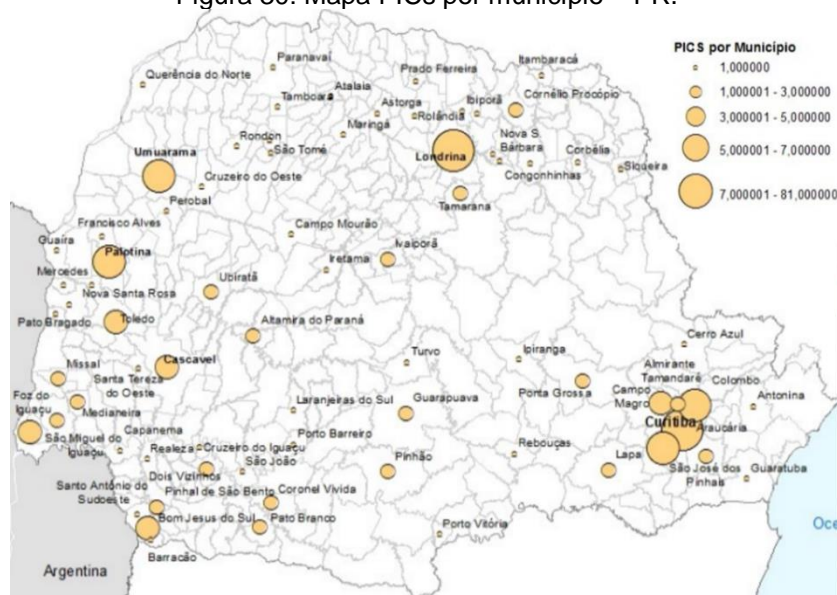 Figura 30: Mapa PICs por município – PR.
PICS por Município
1,000000
1,000001 - 3,000000
3,000001 - 5,000000
5,000001 - 7,000000
7,000001 - 81,000000
Paranavaí
Querência do Norte
Prado Ferreira
Itambaracá
Tamboara
Atalaia
Astorga
Rolândia
Ibiporã
Cornélio Procópio
Maringá
Rondon
São Tomé
Umuarama
Londrina
Nova S.
Bárbara
Corbélia
Congonhinhas
Siqueira
Cruzeiro do Oeste
Perobal
Tamarana
Francisco Alves
Campo Mourão
Guaíra
Palotina
Ivaiporã
Mercedes
Iretama
Nova Santa Rosa
Ubiratã
Pato Bragado
Toledo
Altamira do Paraná
Cerro Azul
Missal
Cascavel
Turvo
Ipiranga
Almirante
Tamandaré
Colombo
Santa Tereza
do Oeste
Foz do
Iguaçu
Medianeira
Laranjeiras do Sul
Guarapuava
Ponta Grossa
Campo
Magro
Antonina
Curitiba
Araucária
São Miguel do
Iguaçu
Capanema
Porto Barreiro
Realeza
Cruzeiro do Iguaçu
São João
Pinhão
Rebouças
Lapa
São José dos
Pinhais
Guaratuba
Dois Vizinhos
Santo Antônio do
Sudoeste
Pinhal de São Bento
Coronel Vivida
Bom Jesus do Sul
Pato Branco
Porto Vitória
Barracão
Argentina
Oce